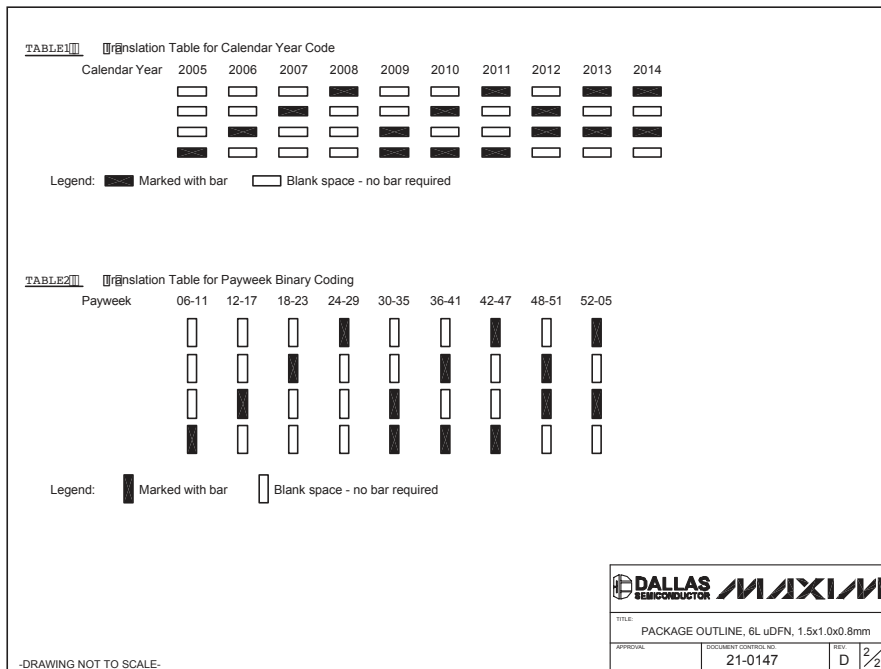 TABLE1 Translation Table for Calendar Year Code
Calendar Year 2005 2006 2007 2008 2009 2010 2011 2012 2013 2014
Legend: Marked with bar Blank space - no bar required
TABLE2 Translation Table for Payweek Binary Coding
Payweek 06-11 12-17 18-23 24-29 30-35 36-41 42-47 48-51 52-05
Legend: Marked with bar Blank space - no bar required
DALLAS SEMICONDUCTOR MAXIM
TITLE:
PACKAGE OUTLINE, 6L uDFN, 1.5x1.0x0.8mm
APPROVAL DOCUMENT CONTROL NO. REV.
21-0147 D 2/2
-DRAWING NOT TO SCALE-